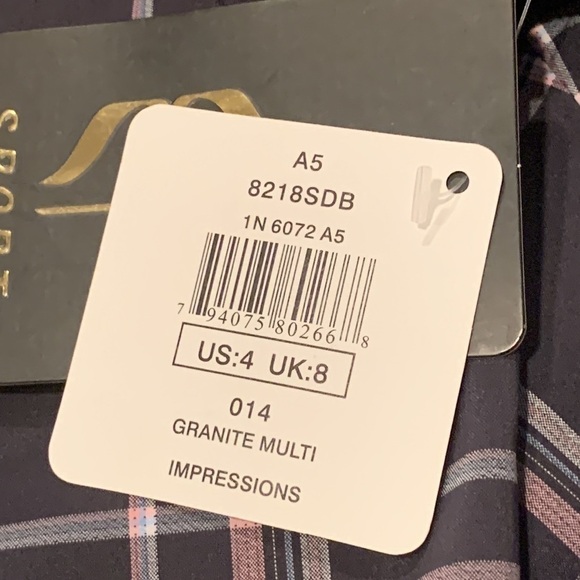 SPORT
A5
8218SDB
1N 6072 A5
7 94075 80266 8
US:4 UK:8
014
GRANITE MULTI
IMPRESSIONS